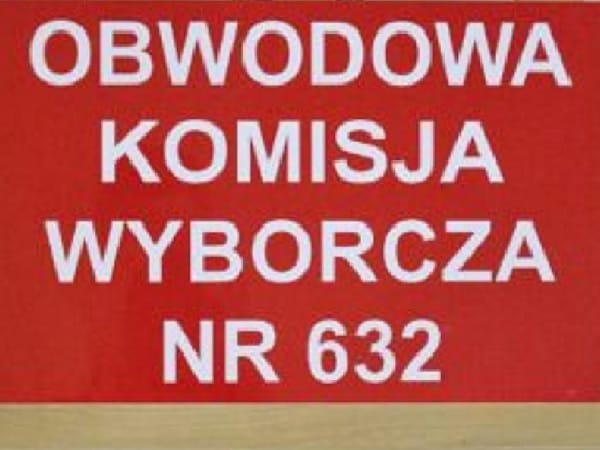 OBWODOWA
KOMISJA
WYBORCZA
NR 632